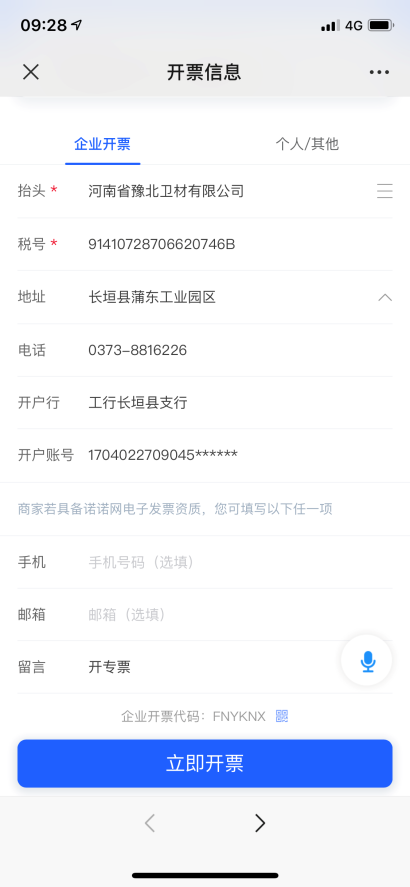 09:28 4G
开票信息
企业开票 个人/其他
抬头 * 河南省豫北卫材有限公司
税号 * 91410728706620746B
地址 长垣县蒲东工业园区
电话 0373-8816226
开户行 工行长垣县支行
开户账号 1704022709045******
商家若具备诺诺网电子发票资质，您可填写以下任一项
手机 手机号码（选填）
邮箱 邮箱（选填）
留言 开专票
企业开票代码：FNYKNX
立即开票